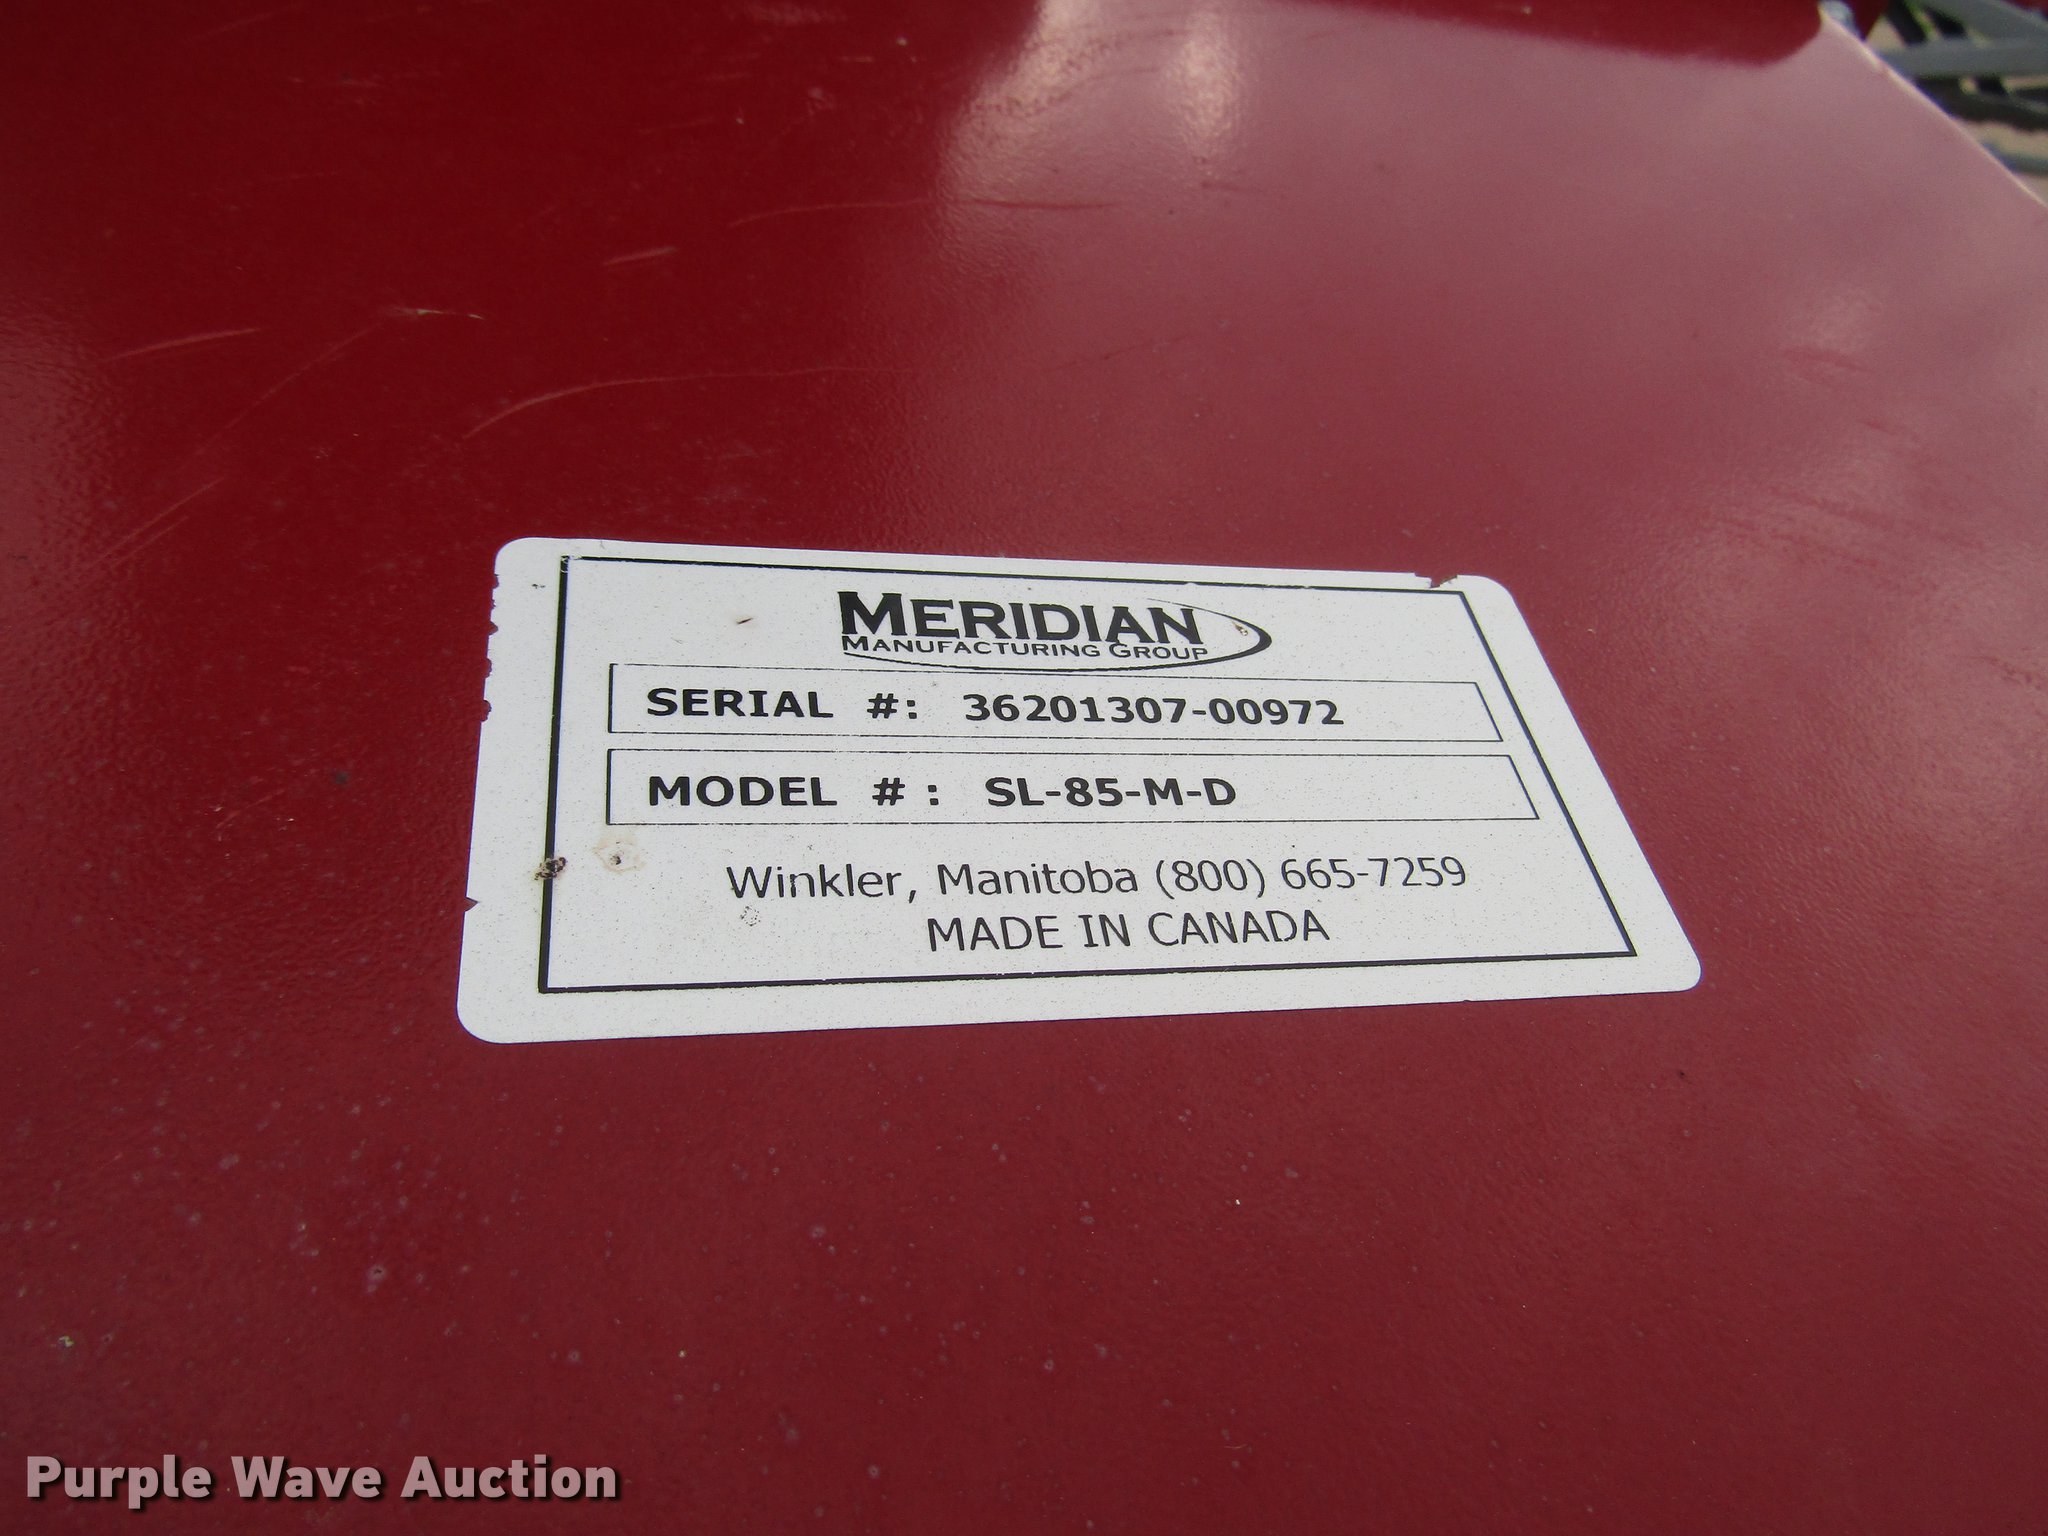 MERIDIAN
MANUFACTURING GROUP
SERIAL #: 36201307-00972
MODEL # : SL-85-M-D
Winkler, Manitoba (800) 665-7259
MADE IN CANADA
Purple Wave Auction